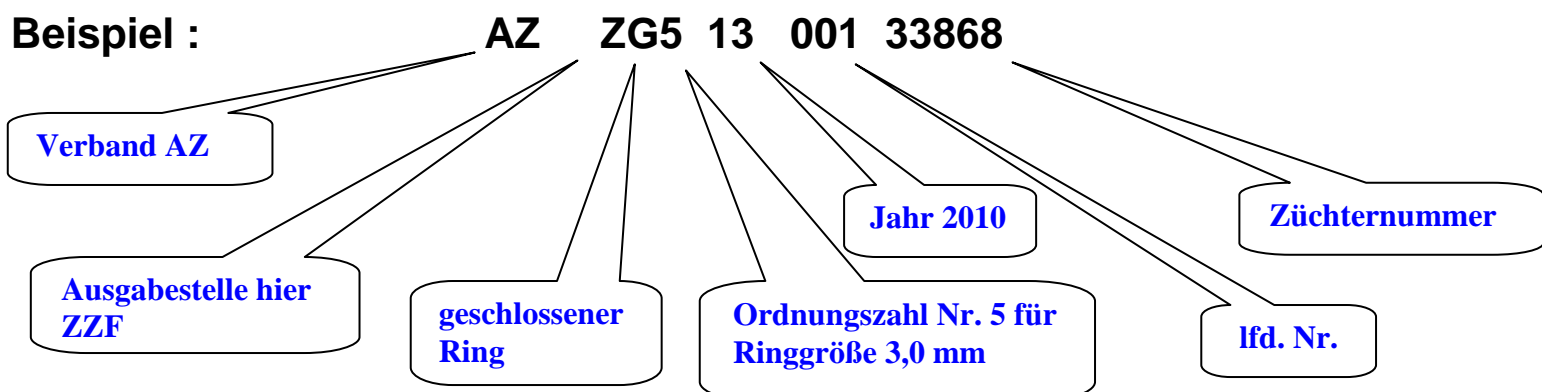 Beispiel : AZ ZG5 13 001 33868
Verband AZ
Jahr 2010
Züchternummer
Ausgabestelle hier
ZZF
geschlossener
Ring
Ordnungszahl Nr. 5 für
Ringgröße 3,0 mm
lfd. Nr.